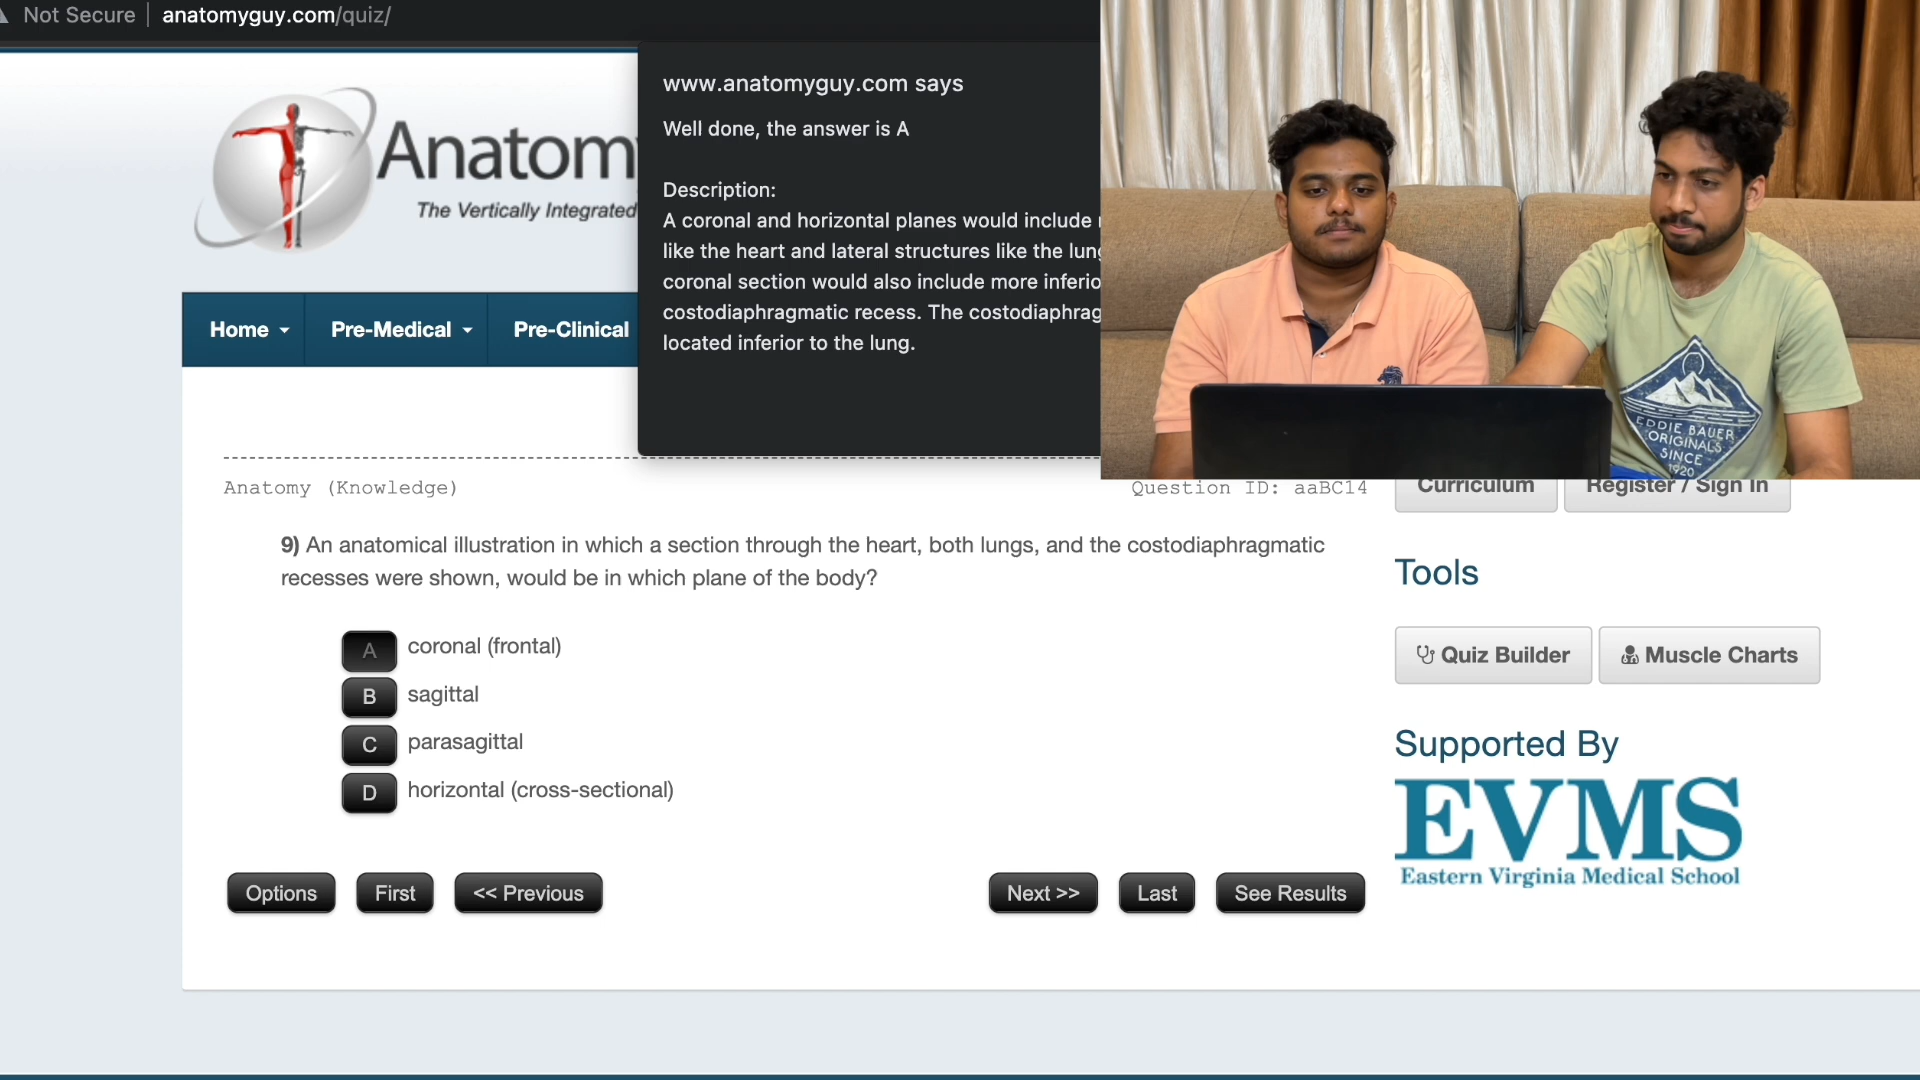 Not Secure | anatomyguy.com/quiz/
www.anatomyguy.com says
Well done, the answer is A
Description:
A coronal and horizontal planes would include
like the heart and lateral structures like the lung
coronal section would also include more inferio
costodiaphragmatic recess. The costodiaphrag
located inferior to the lung.
Anatomy
The Vertically Integrated
Home
Pre-Medical
Pre-Clinical
EDDIE BAUER
ORIGINALS
SINCE
1920
Anatomy (Knowledge)
Question ID: aaBC14
Curriculum
Register / Sign In
9) An anatomical illustration in which a section through the heart, both lungs, and the costodiaphragmatic
recesses were shown, would be in which plane of the body?
A coronal (frontal)
B sagittal
C parasagittal
D horizontal (cross-sectional)
Options
First
<< Previous
Next >>
Last
See Results
Tools
Quiz Builder
Muscle Charts
Supported By
EVMS
Eastern Virginia Medical School